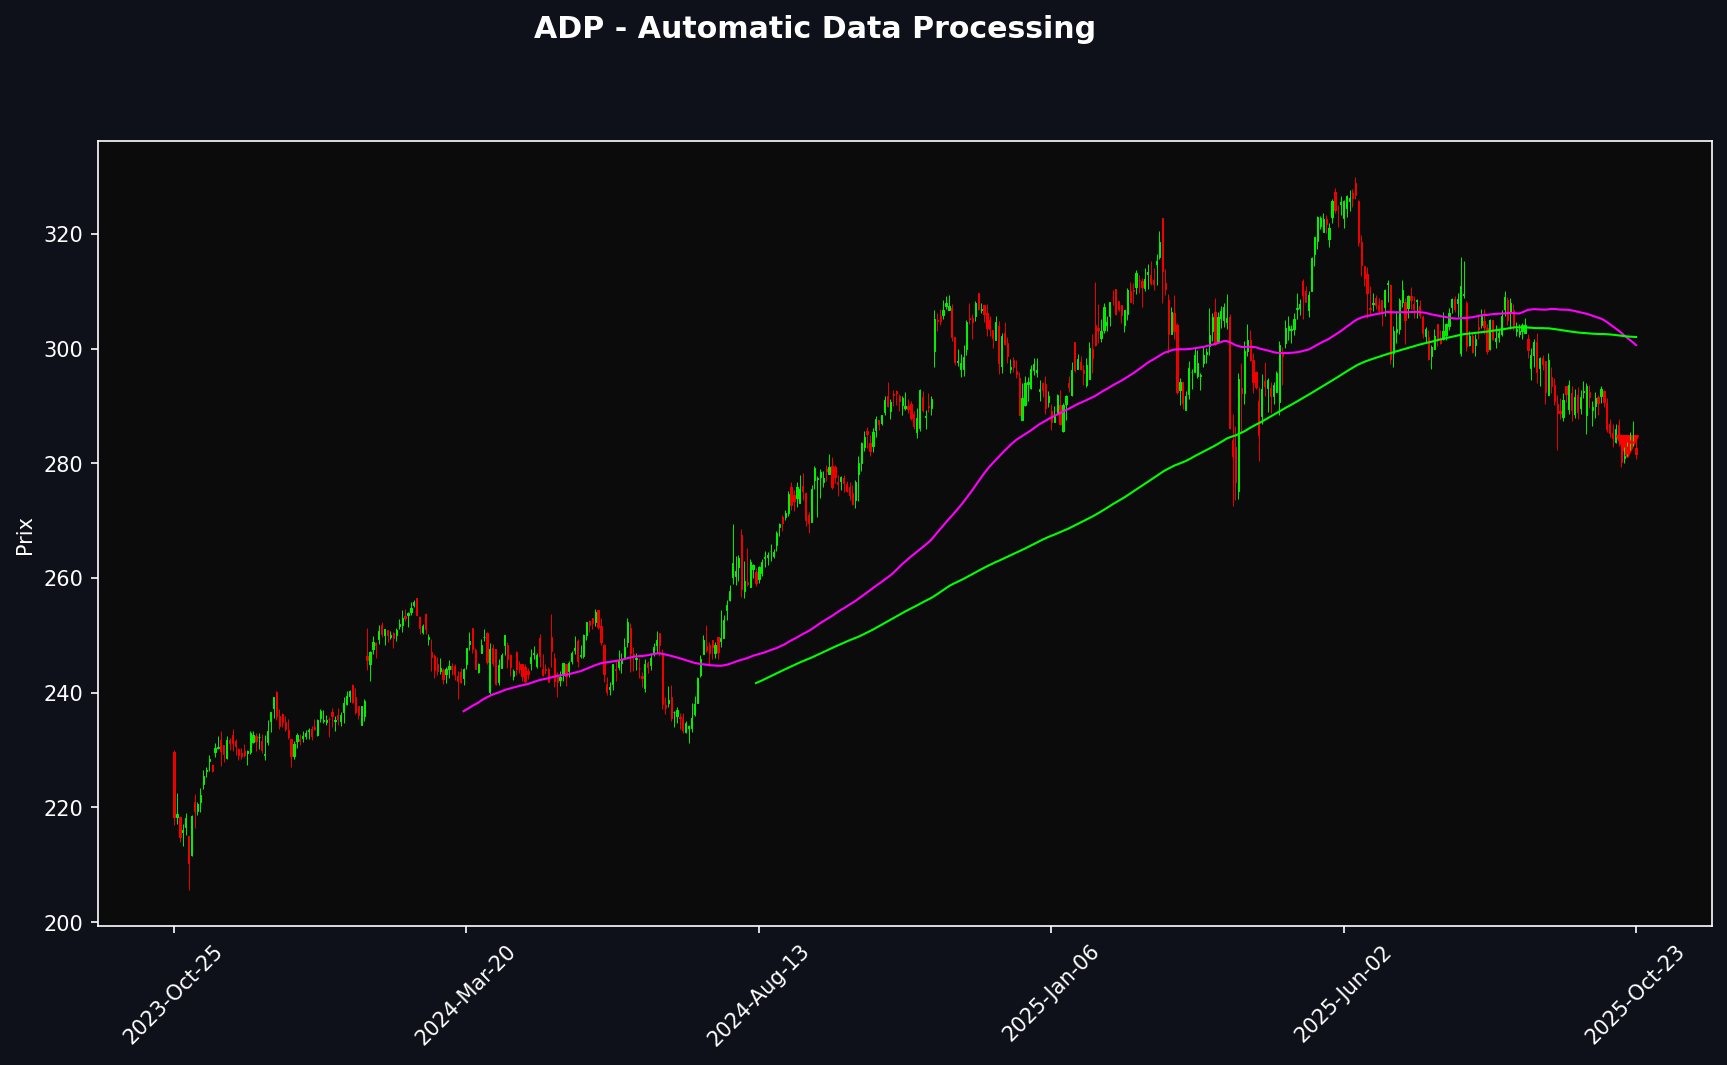 ADP - Automatic Data Processing
Prix
320
300
280
260
240
220
200
2023-Oct-25
2024-Mar-20
2024-Aug-13
2025-Jan-06
2025-Jun-02
2025-Oct-23